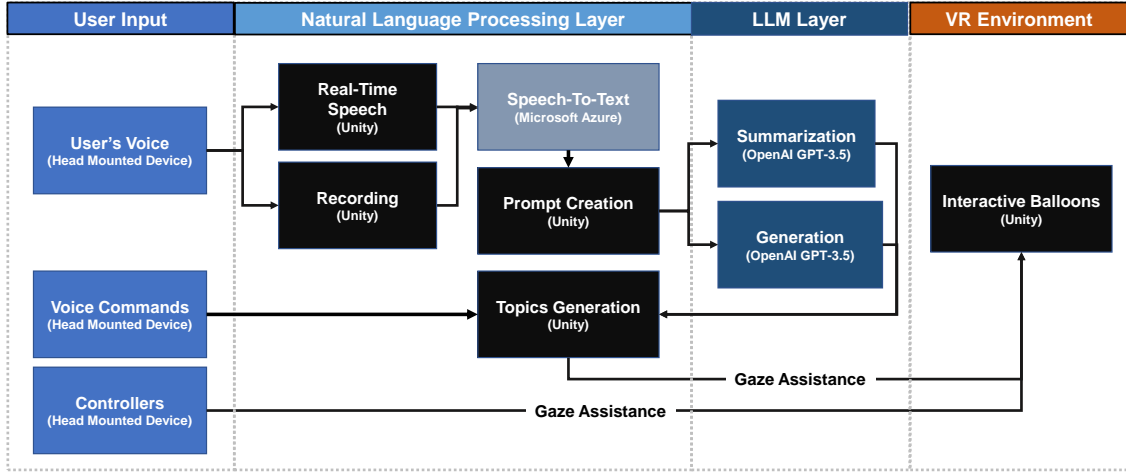 User Input
Natural Language Processing Layer
LLM Layer
VR Environment
User's Voice
(Head Mounted Device)
Real-Time
Speech
(Unity)
Recording
(Unity)
Speech-To-Text
(Microsoft Azure)
Prompt Creation
(Unity)
Summarization
(OpenAI GPT-3.5)
Generation
(OpenAI GPT-3.5)
Interactive Balloons
(Unity)
Voice Commands
(Head Mounted Device)
Topics Generation
(Unity)
Gaze Assistance
Controllers
(Head Mounted Device)
Gaze Assistance